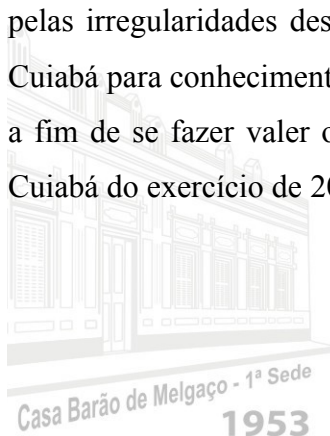 pelas irregularidades des
Cuiabá para conheciment
a fim de se fazer valer o
Cuiabá do exercício de 20
Casa Barão de Melgaço - 1ª Sede
1953